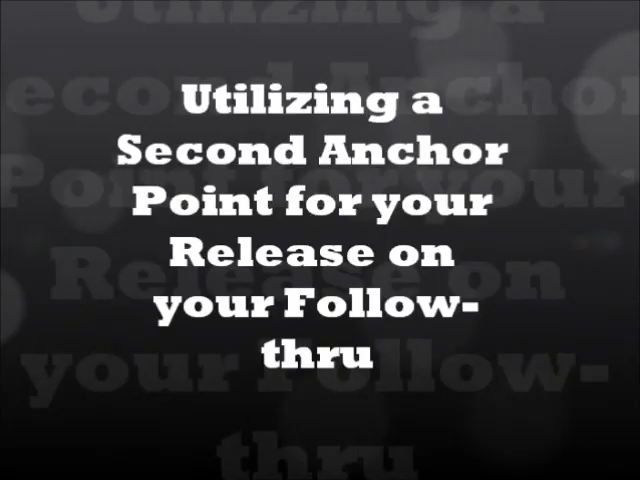 Utilizing a
Second Anchor
Point for your
Release on
your Follow-
thru